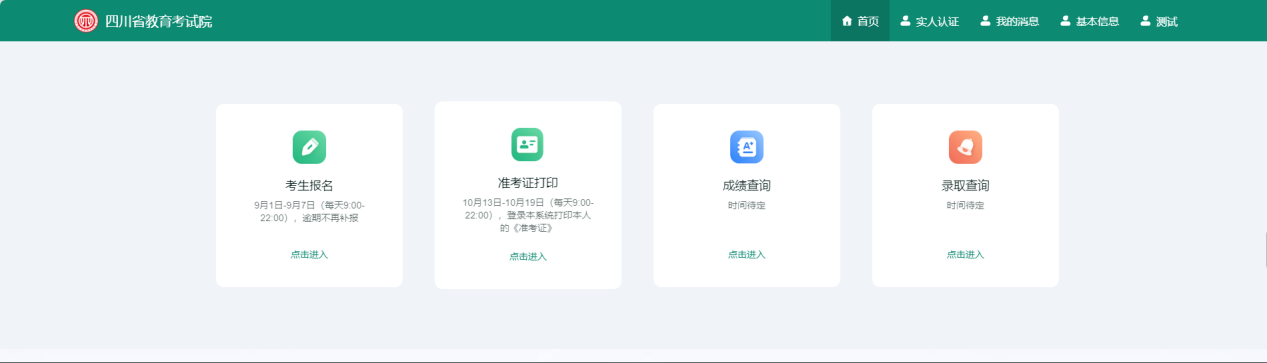 四川省教育考试院
首页
实人认证
我的消息
基本信息
测试
考生报名
9月1日-9月7日（每天9:00-
22:00），逾期不再补报
点击进入
准考证打印
10月13日-10月19日（每天9:00-
22:00），登录本系统打印本人
的《准考证》
点击进入
A+
成绩查询
时间待定
点击进入
录取查询
时间待定
点击进入